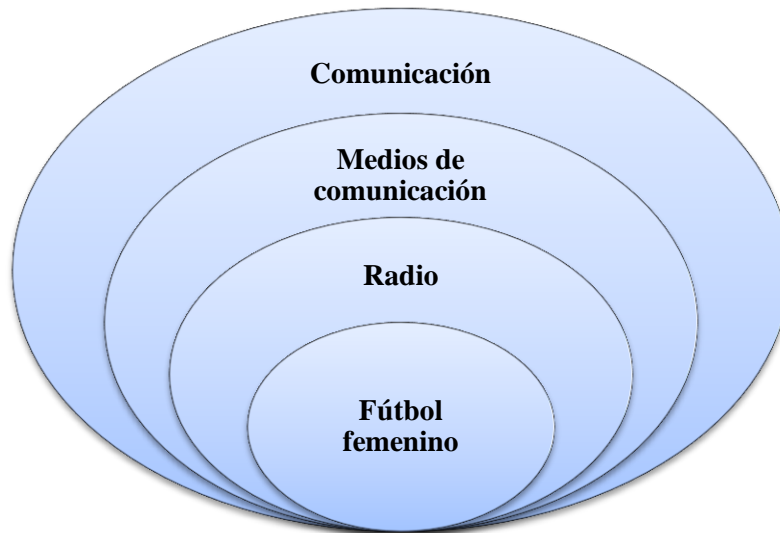 Comunicación
Medios de
comunicación
Radio
Fútbol
femenino